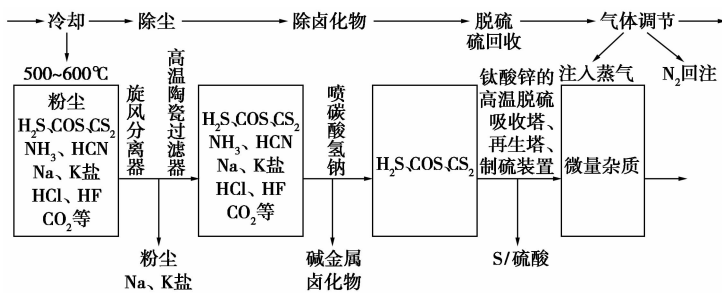 冷却
除尘
除卤化物
脱硫
硫回收
气体调节
500~600℃
注入蒸气
N₂回注
粉尘
H₂S、COS、CS₂
NH₃、HCN
Na、K盐
HCl、HF
CO₂等
旋风分离器
高温陶瓷过滤器
H₂S、COS、CS₂
NH₃、HCN
Na、K盐
HCl、HF
CO₂等
喷碳酸氢钠
H₂S、COS、CS₂
钛酸锌的
高温脱硫
吸收塔、
再生塔、
制硫装置
微量杂质
粉尘
Na、K盐
碱金属
卤化物
S/硫酸